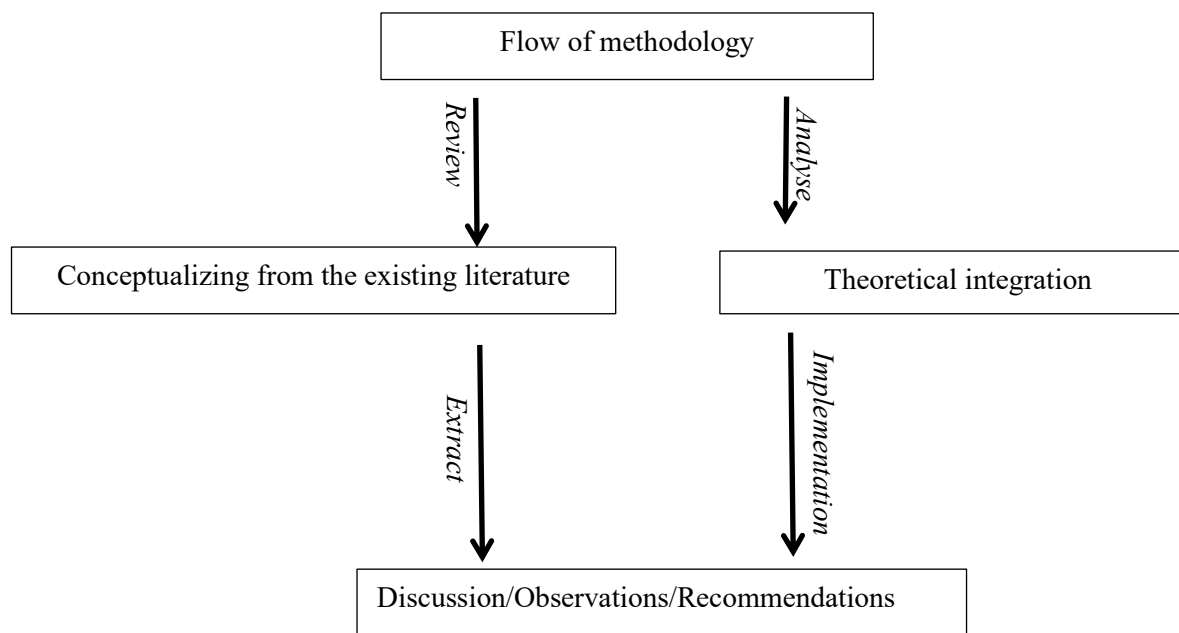 Flow of methodology
Review
Analyse
Conceptualizing from the existing literature
Theoretical integration
Extract
Implementation
Discussion/Observations/Recommendations